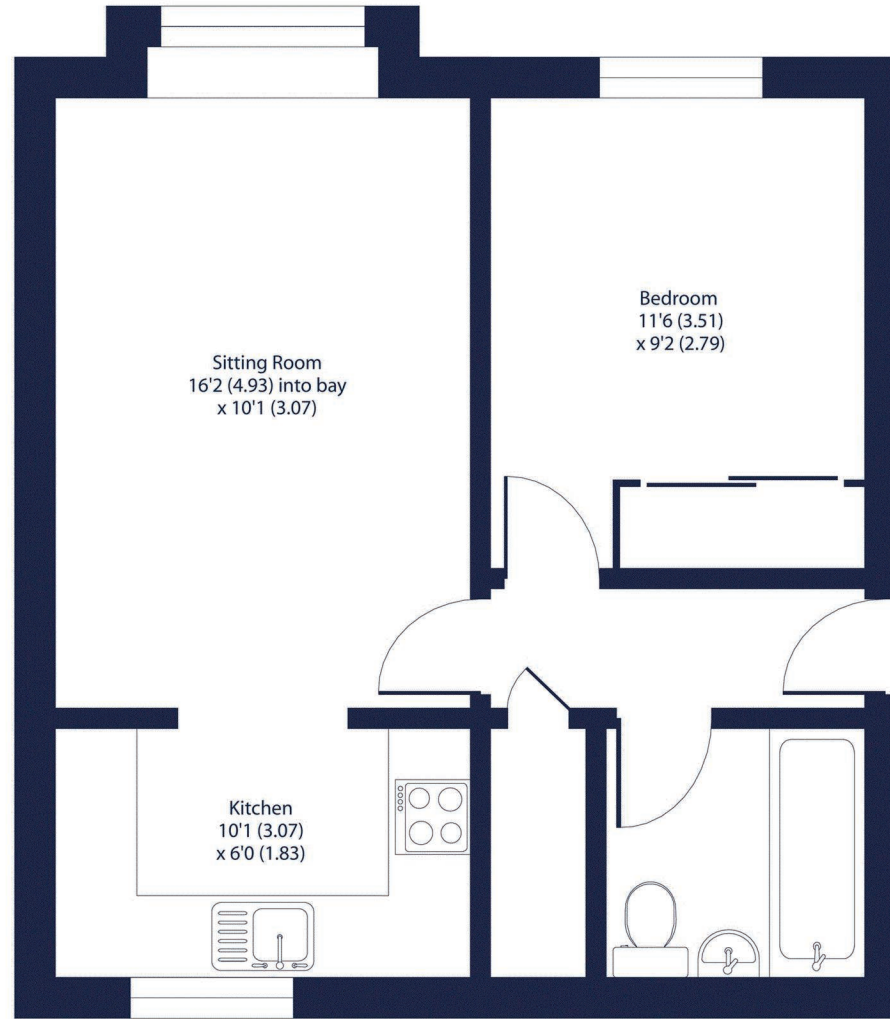 Bedroom
11'6 (3.51)
x 9'2 (2.79)
Sitting Room
16'2 (4.93) into bay
x 10'1 (3.07)
Kitchen
10'1 (3.07)
x 6'0 (1.83)